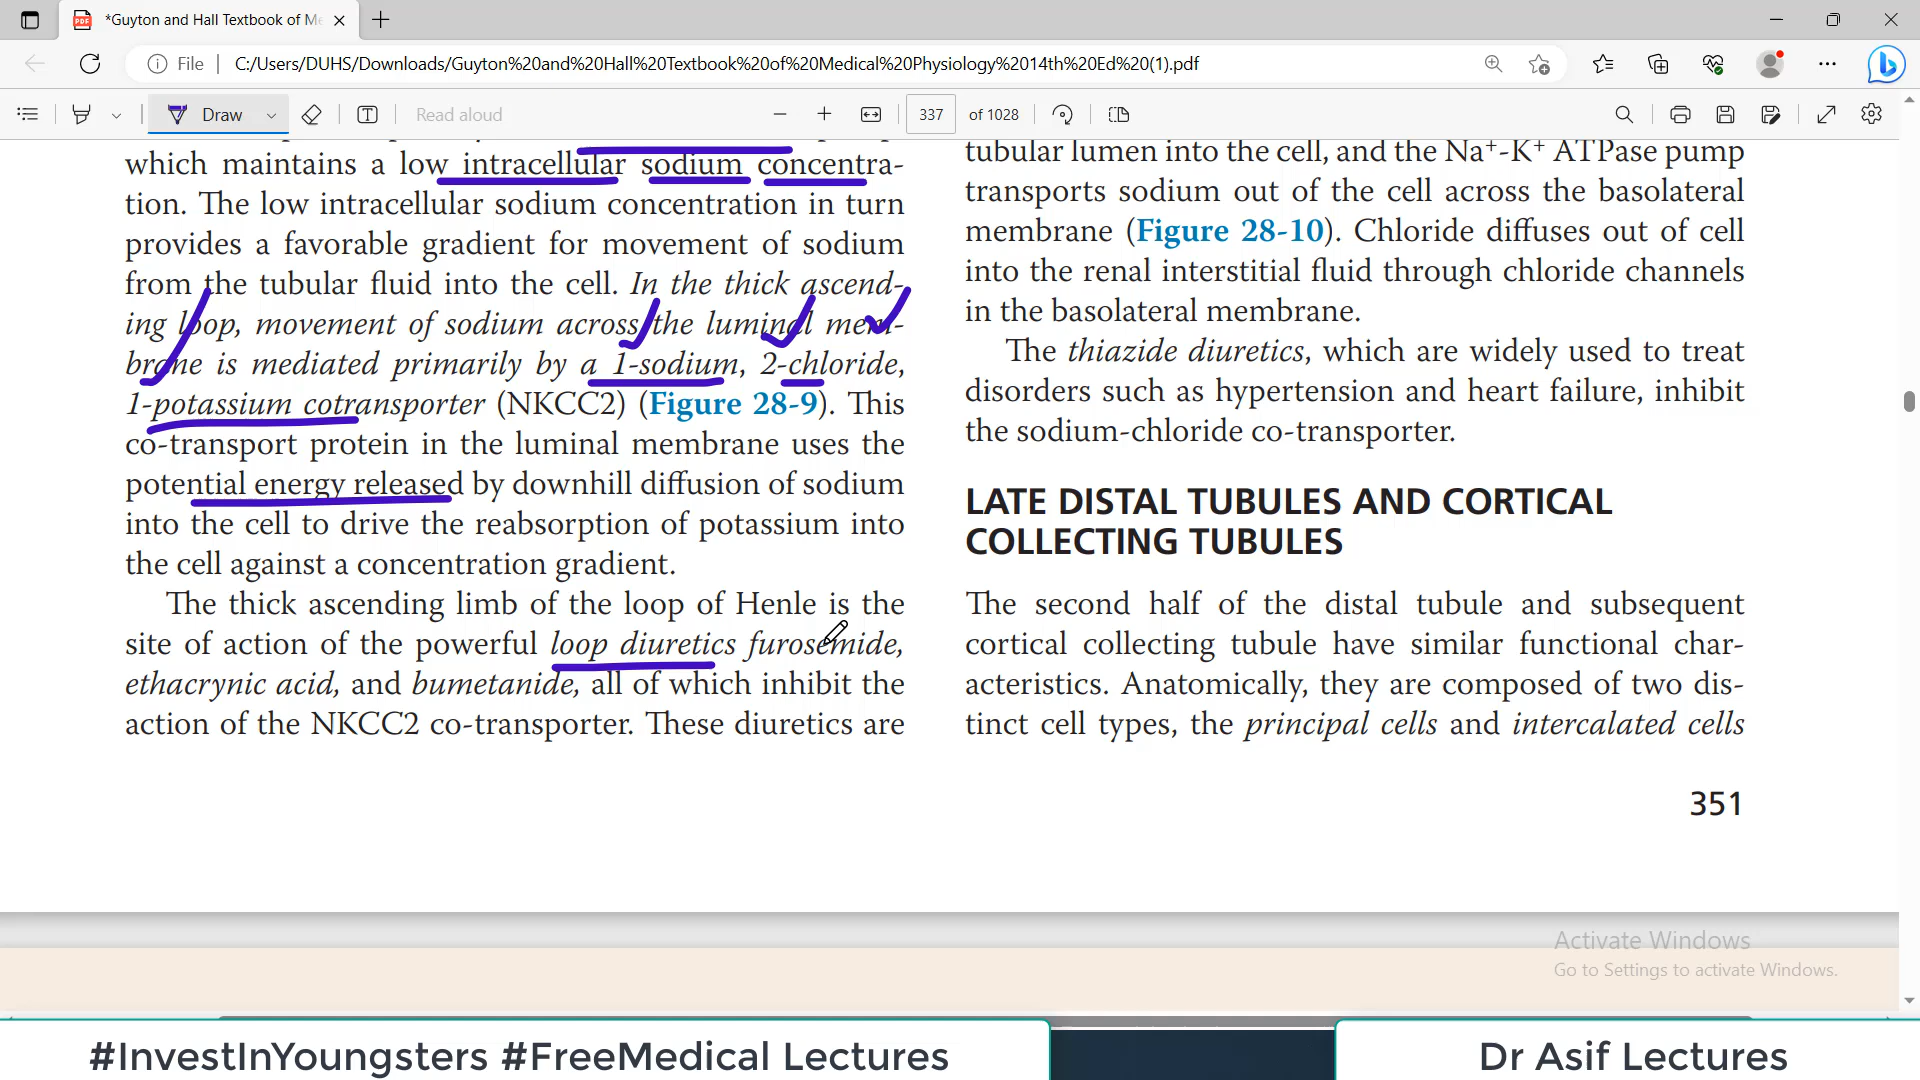 *Guyton and Hall Textbook of Me
File
C:/Users/DUHS/Downloads/Guyton%20and%20Hall%20Textbook%20of%20Medical%20Physiology%2014th%20Ed%20(1).pdf
Draw
Read aloud
337 of 1028
which maintains a low intracellular sodium concentra-
tion. The low intracellular sodium concentration in turn
provides a favorable gradient for movement of sodium
from the tubular fluid into the cell. In the thick ascend-
ing loop, movement of sodium across the luminal mem-
brane is mediated primarily by a 1-sodium, 2-chloride,
1-potassium cotransporter (NKCC2) (Figure 28-9). This
co-transport protein in the luminal membrane uses the
potential energy released by downhill diffusion of sodium
into the cell to drive the reabsorption of potassium into
the cell against a concentration gradient.
The thick ascending limb of the loop of Henle is the
site of action of the powerful loop diuretics furosemide,
ethacrynic acid, and bumetanide, all of which inhibit the
action of the NKCC2 co-transporter. These diuretics are
tubular lumen into the cell, and the Na⁺-K⁺ ATPase pump
transports sodium out of the cell across the basolateral
membrane (Figure 28-10). Chloride diffuses out of cell
into the renal interstitial fluid through chloride channels
in the basolateral membrane.
The thiazide diuretics, which are widely used to treat
disorders such as hypertension and heart failure, inhibit
the sodium-chloride co-transporter.
LATE DISTAL TUBULES AND CORTICAL
COLLECTING TUBULES
The second half of the distal tubule and subsequent
cortical collecting tubule have similar functional char-
acteristics. Anatomically, they are composed of two dis-
tinct cell types, the principal cells and intercalated cells
351
Activate Windows
Go to Settings to activate Windows.
#InvestInYoungsters #FreeMedical Lectures
Dr Asif Lectures